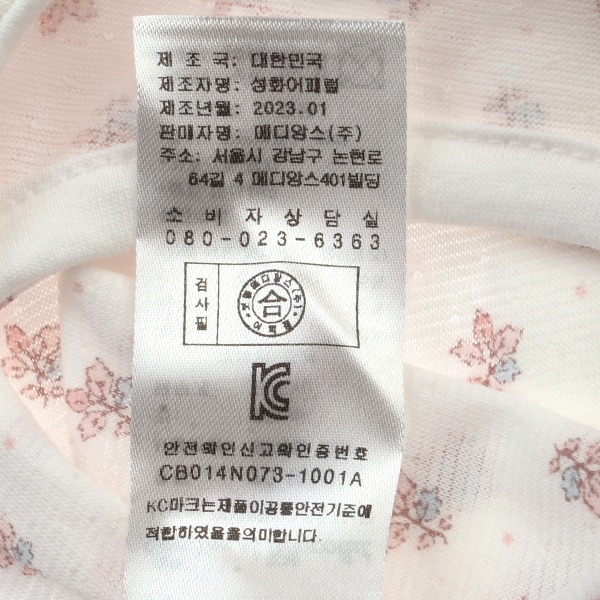 제 조 국: 대한민국
제조자명: 성화어패럴
제조년월: 2023.01
판매자명: 메디앙스(주)
주소: 서울시 강남구 논현로
64길 4 메디앙스401빌딩
소 비 자 상 담 실
080-023-6363
검사필
메디앙스(주)
合
KC
안전확인신고확인증번호
CB014N073-1001A
KC마크는제품이공통안전기준에
적합하였음을의미합니다.